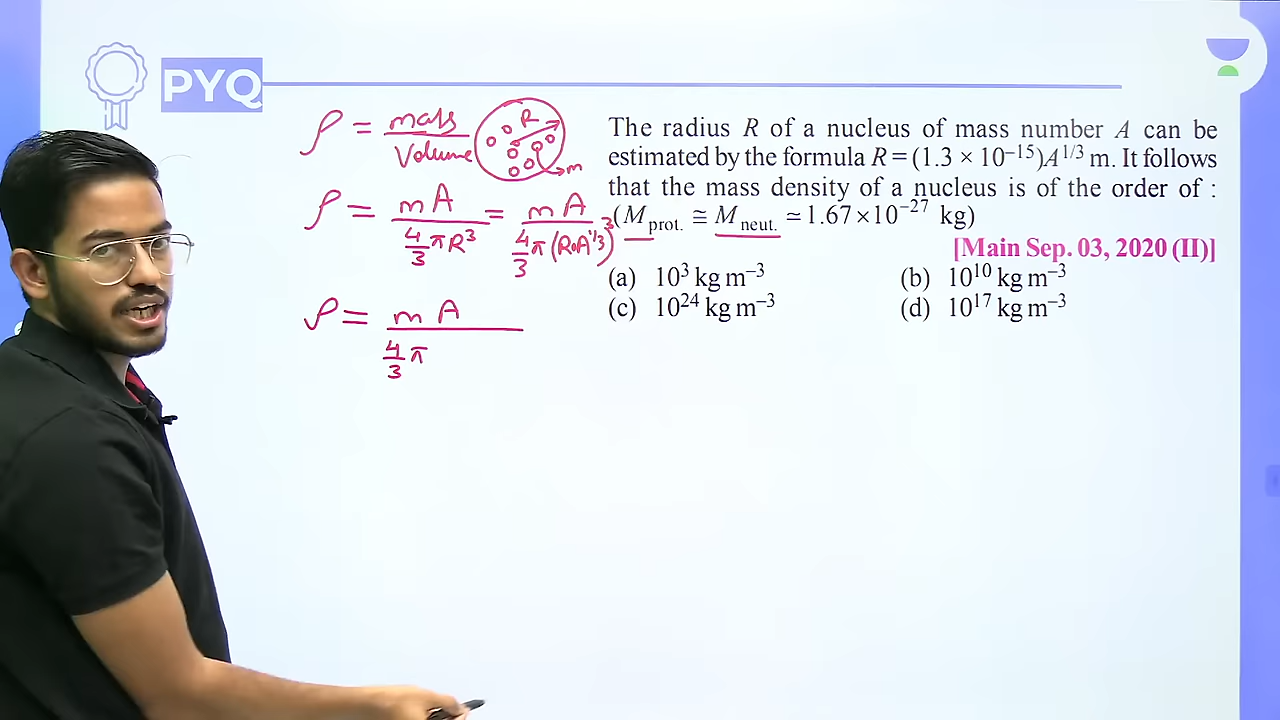 PYQ
ρ = mass / Volume
R
m
ρ = mA / (4/3 πR³) = mA / (4/3 π(R₀A^1/3)³)
ρ = mA / (4/3 π
The radius R of a nucleus of mass number A can be
estimated by the formula R = (1.3 × 10⁻¹⁵)A^1/3 m. It follows
that the mass density of a nucleus is of the order of :
(M prot. ≅ M neut. ≃ 1.67×10⁻²⁷ kg)
[Main Sep. 03, 2020 (II)]
(a) 10³ kg m⁻³ (b) 10¹⁰ kg m⁻³
(c) 10²⁴ kg m⁻³ (d) 10¹⁷ kg m⁻³